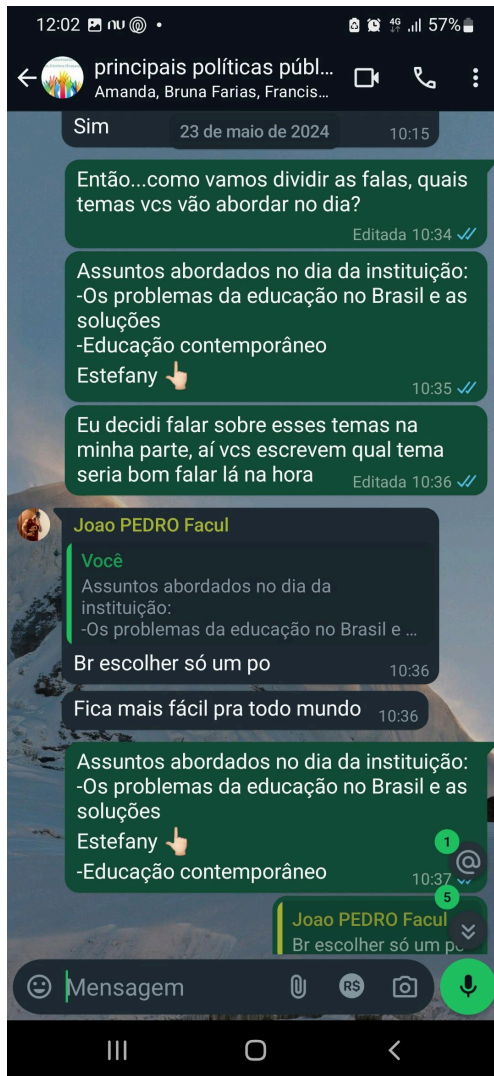 12:02
4G
57%
principais políticas públ...
Amanda, Bruna Farias, Francis...
Sim
10:15
23 de maio de 2024
Então...como vamos dividir as falas, quais
temas vcs vão abordar no dia?
Editada 10:34
Assuntos abordados no dia da instituição:
-Os problemas da educação no Brasil e as
soluções
-Educação contemporâneo
Estefany 👆🏻
10:35
Eu decidi falar sobre esses temas na
minha parte, aí vcs escrevem qual tema
seria bom falar lá na hora
Editada 10:36
Joao PEDRO Facul
Você
Assuntos abordados no dia da
instituição:
-Os problemas da educação no Brasil e ...
Br escolher só um po
10:36
Fica mais fácil pra todo mundo
10:36
Assuntos abordados no dia da instituição:
-Os problemas da educação no Brasil e as
soluções
Estefany 👆🏻
-Educação contemporâneo
10:37
1
@
5
Joao PEDRO Facul
Br escolher só um po
Mensagem
R$